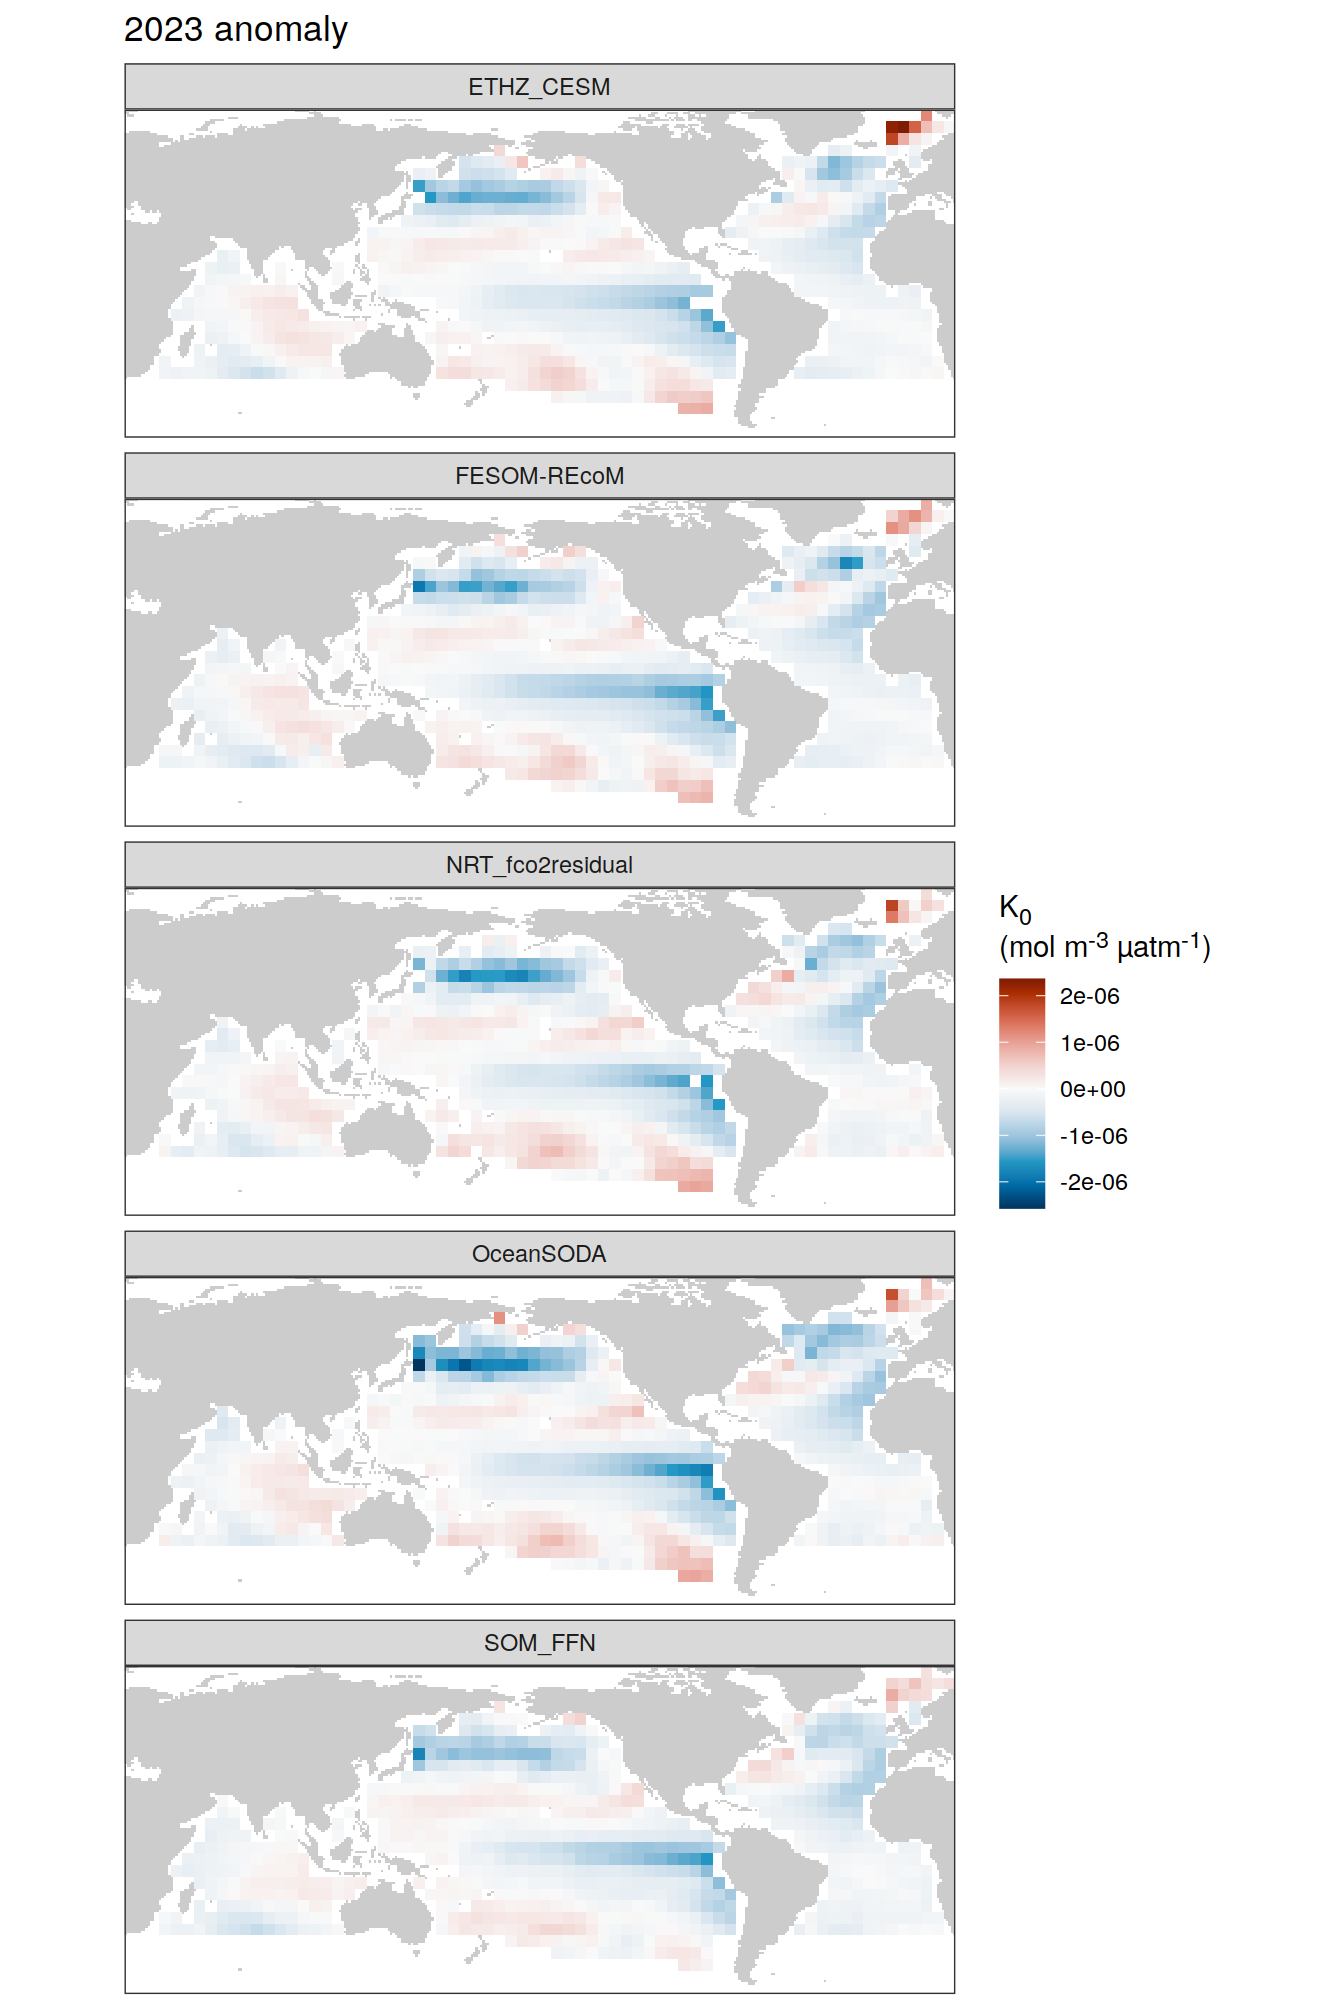 2023 anomaly
ETHZ_CESM
FESOM-REcoM
NRT_fco2residual
K₀
(mol m⁻³ µatm⁻¹)
2e-06
1e-06
0e+00
-1e-06
-2e-06
OceanSODA
SOM_FFN